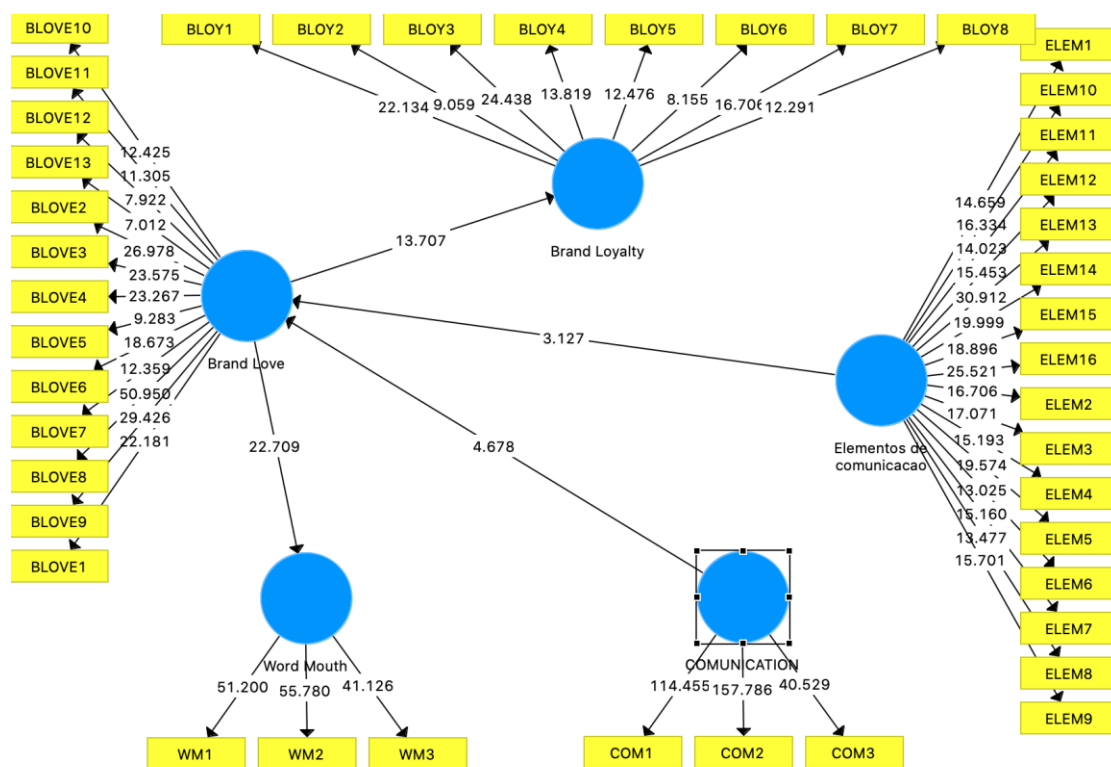 BLOVE10
BLOVE11
BLOVE12
BLOVE13
BLOVE2
BLOVE3
BLOVE4
BLOVE5
BLOVE6
BLOVE7
BLOVE8
BLOVE9
BLOVE1
12.425
11.305
7.922
7.012
26.978
23.575
23.267
9.283
18.673
12.359
50.950
29.426
22.181
Brand Love
BLOY1 BLOY2 BLOY3 BLOY4 BLOY5 BLOY6 BLOY7 BLOY8
22.134 9.059 24.438 13.819 12.476 8.155 16.706 12.291
Brand Loyalty
13.707
3.127
22.709
4.678
Elementos de
comunicacao
14.659
16.334
14.023
15.453
30.912
19.999
18.896
25.521
16.706
17.071
15.193
19.574
13.025
15.160
13.477
15.701
ELEM1
ELEM10
ELEM11
ELEM12
ELEM13
ELEM14
ELEM15
ELEM16
ELEM2
ELEM3
ELEM4
ELEM5
ELEM6
ELEM7
ELEM8
ELEM9
Word Mouth
51.200 55.780 41.126
WM1 WM2 WM3
COMUNICATION
114.455 157.786 40.529
COM1 COM2 COM3